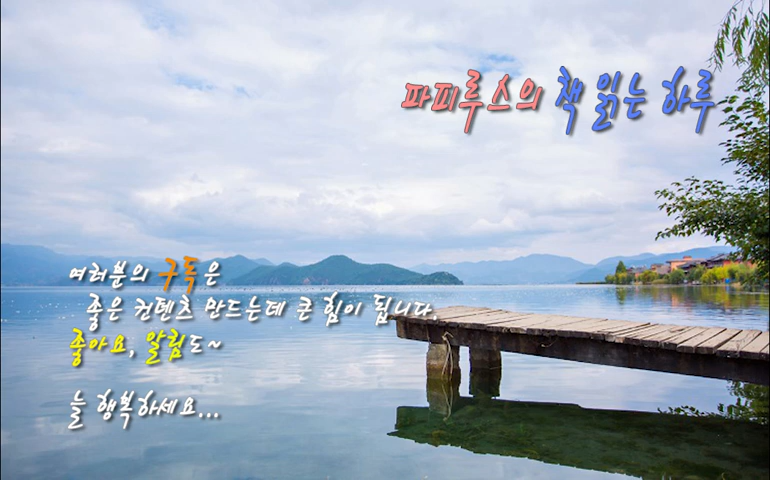 파피루스의 책 읽는 하루
여러분의 구독은
좋은 컨텐츠 만드는데 큰 힘이 됩니다.
좋아요, 알림도~
늘 행복하세요...